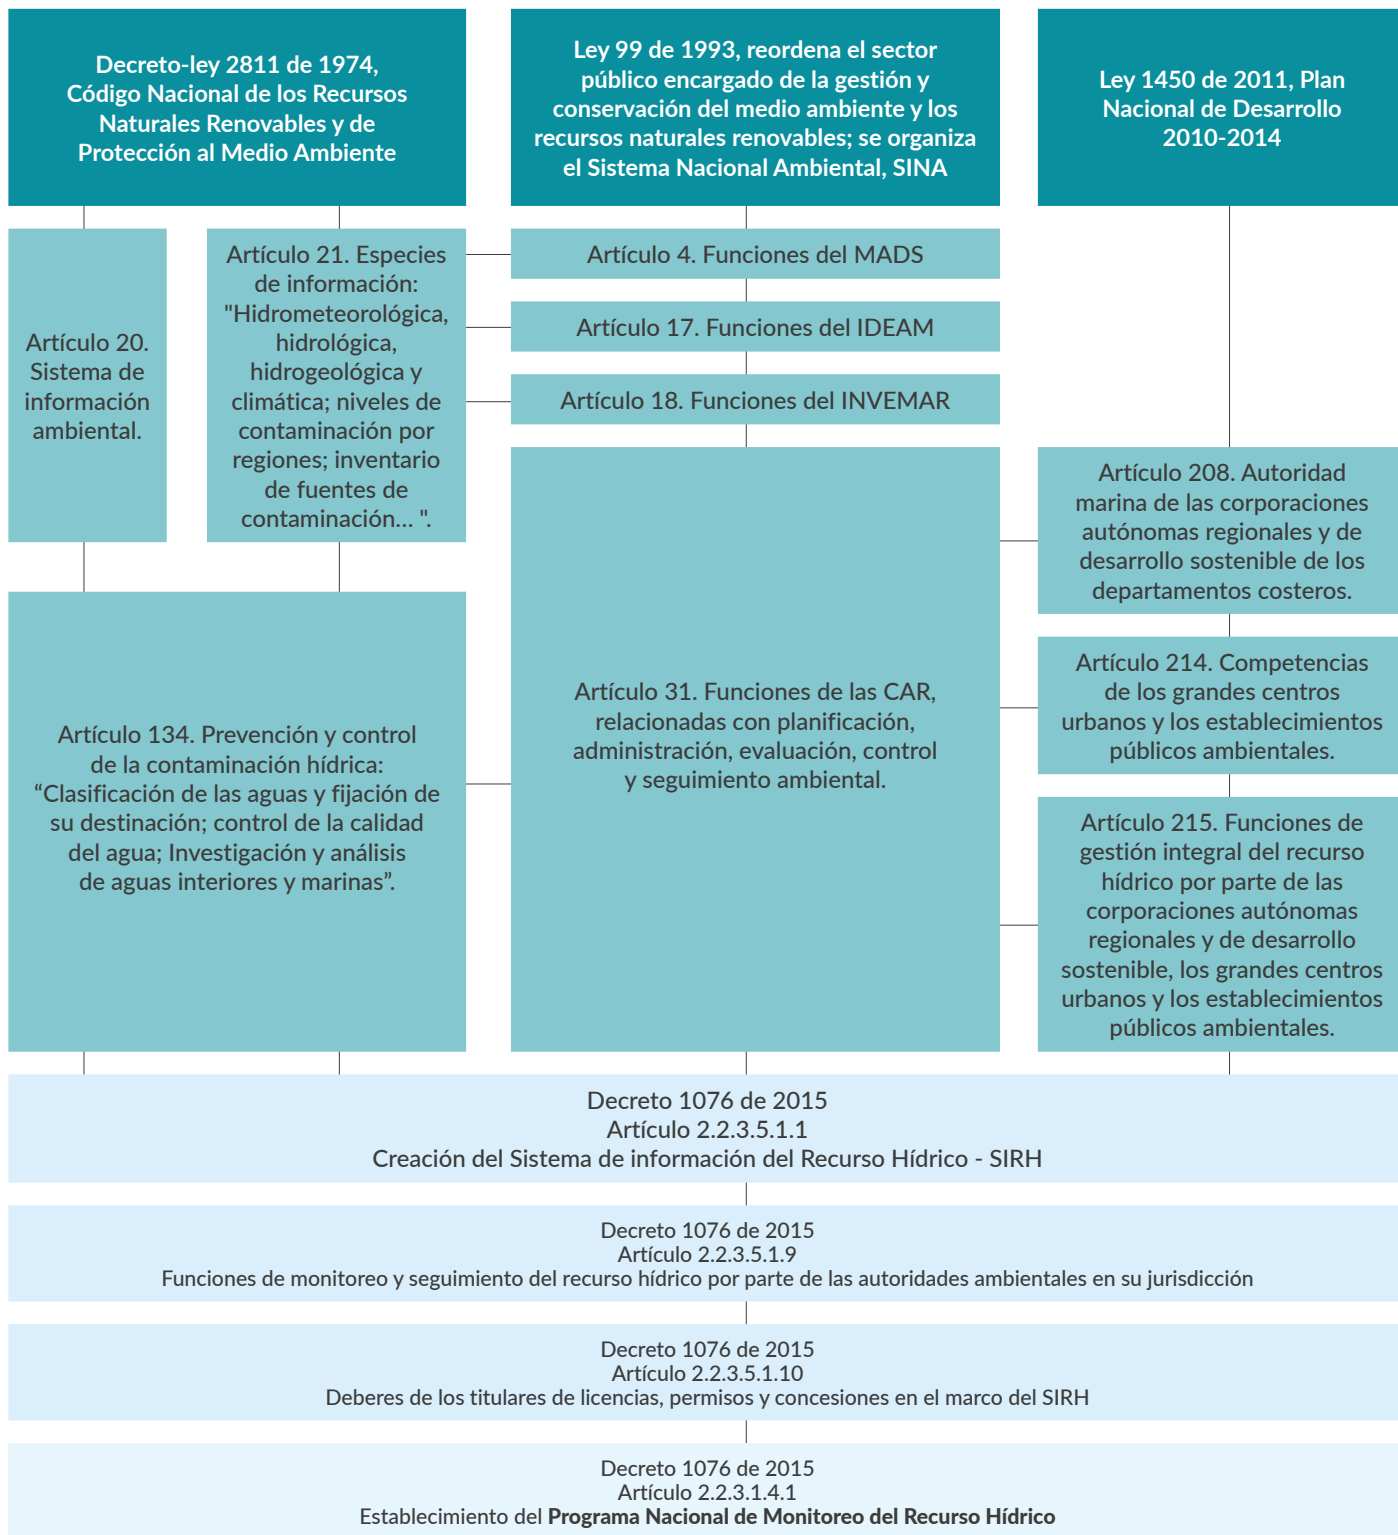 Decreto-ley 2811 de 1974,
Código Nacional de los Recursos
Naturales Renovables y de
Protección al Medio Ambiente
Ley 99 de 1993, reordena el sector
público encargado de la gestión y
conservación del medio ambiente y los
recursos naturales renovables; se organiza
el Sistema Nacional Ambiental, SINA
Ley 1450 de 2011, Plan
Nacional de Desarrollo
2010-2014
Artículo 20.
Sistema de
información
ambiental.
Artículo 21. Especies
de información:
"Hidrometeorológica,
hidrológica,
hidrogeológica y
climática; niveles de
contaminación por
regiones; inventario
de fuentes de
contaminación... ".
Artículo 134. Prevención y control
de la contaminación hídrica:
“Clasificación de las aguas y fijación de
su destinación; control de la calidad
del agua; Investigación y análisis
de aguas interiores y marinas”.
Artículo 4. Funciones del MADS
Artículo 17. Funciones del IDEAM
Artículo 18. Funciones del INVEMAR
Artículo 31. Funciones de las CAR,
relacionadas con planificación,
administración, evaluación, control
y seguimiento ambiental.
Artículo 208. Autoridad
marina de las corporaciones
autónomas regionales y de
desarrollo sostenible de los
departamentos costeros.
Artículo 214. Competencias
de los grandes centros
urbanos y los establecimientos
públicos ambientales.
Artículo 215. Funciones de
gestión integral del recurso
hídrico por parte de las
corporaciones autónomas
regionales y de desarrollo
sostenible, los grandes centros
urbanos y los establecimientos
públicos ambientales.
Decreto 1076 de 2015
Artículo 2.2.3.5.1.1
Creación del Sistema de información del Recurso Hídrico - SIRH
Decreto 1076 de 2015
Artículo 2.2.3.5.1.9
Funciones de monitoreo y seguimiento del recurso hídrico por parte de las autoridades ambientales en su jurisdicción
Decreto 1076 de 2015
Artículo 2.2.3.5.1.10
Deberes de los titulares de licencias, permisos y concesiones en el marco del SIRH
Decreto 1076 de 2015
Artículo 2.2.3.1.4.1
Establecimiento del Programa Nacional de Monitoreo del Recurso Hídrico